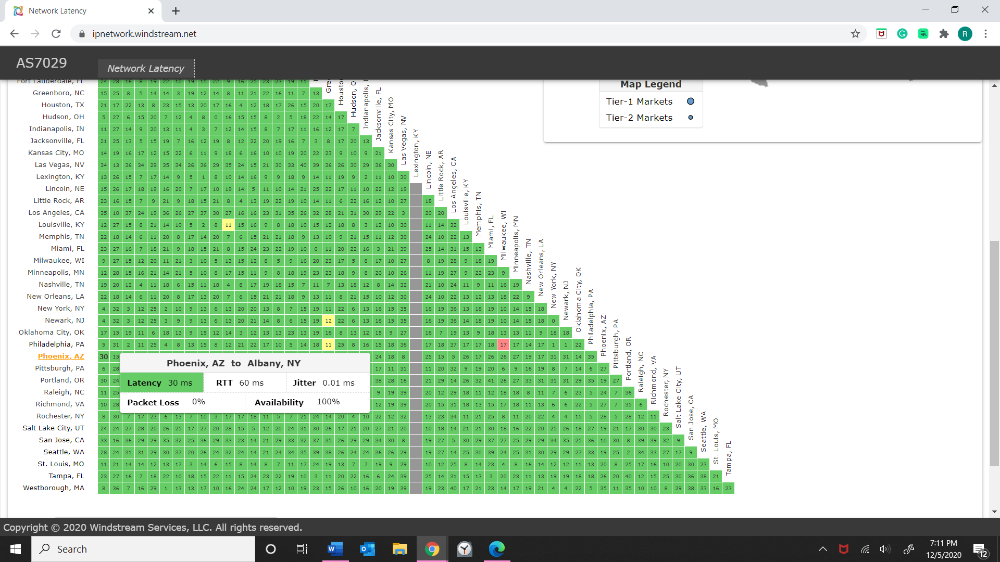 Network Latency
ipnetwork.windstream.net
R
AS7029
Network Latency
Fort Lauderdale, FL 24 28 16 8 19 22 10 19 15 22 9 16 25 23 23 19 11
Greenboro, NC 15 25 8 5 14 14 3 19 12 14 8 11 21 22 16 11 7 13
Houston, TX 21 17 22 13 8 23 15 13 20 17 16 4 12 18 17 26 15 20 17
Hudson, OH 5 27 6 15 20 7 12 4 8 0 16 15 15 8 2 5 18 22 14 17
Indianapolis, IN 11 27 14 9 20 13 11 4 3 7 12 14 15 8 7 17 11 16 12 17 7
Jacksonville, FL 21 25 13 5 15 19 7 16 12 19 8 12 22 20 19 16 7 3 8 17 20 13
Kansas City, MO 14 19 16 17 12 15 22 6 11 9 18 6 16 10 10 19 20 22 23 9 10 9 21
Las Vegas, NV 34 13 36 34 29 35 34 26 36 29 35 24 15 21 30 33 40 39 36 26 30 29 36 30
Lexington, KY 13 26 15 7 17 14 9 5 1 8 10 14 16 9 9 18 9 14 11 19 9 2 11 10 30
Lincoln, NE 15 26 17 18 19 16 20 7 17 10 19 14 5 11 10 14 21 25 22 17 11 10 22 12 19
Little Rock, AR 23 16 15 7 9 21 9 18 15 21 8 4 13 19 22 19 10 14 11 6 22 16 12 10 27 18
Los Angeles, CA 35 10 37 24 19 36 26 27 37 30 27 16 16 23 31 35 26 32 28 21 31 30 29 22 3 20 20
Louisville, KY 12 27 15 8 21 14 10 5 2 8 11 15 16 9 8 18 10 15 12 18 8 3 12 10 30 11 14 32
Memphis, TN 22 18 14 6 11 20 8 17 14 20 7 6 15 21 21 18 9 13 10 9 21 15 11 12 30 24 10 22 13
Miami, FL 23 27 16 7 18 21 9 18 15 21 8 15 24 23 22 19 10 0 11 20 22 16 3 21 39 25 14 31 15 13
Milwaukee, WI 9 27 15 12 20 11 21 3 10 5 13 15 12 8 5 9 16 20 23 17 5 8 17 10 27 8 19 28 9 18 19
Minneapolis, MN 12 28 15 16 21 14 21 5 10 8 17 15 11 9 8 18 19 23 23 18 9 8 20 10 26 11 19 27 9 22 23 9
Nashville, TN 19 20 12 4 11 18 6 15 11 18 4 8 17 19 18 15 7 11 7 13 18 12 8 14 32 21 10 24 11 9 11 16 19
New Orleans, LA 22 18 14 6 11 20 8 17 13 20 7 6 15 21 21 18 9 13 11 8 21 15 10 12 30 24 10 22 13 12 13 18 22 9
New York, NY 4 32 3 12 25 2 10 9 13 6 13 20 20 13 8 7 15 19 11 22 6 13 16 15 35 16 19 36 13 18 19 10 14 15 18
Newark, NJ 4 32 3 12 25 3 9 9 13 6 13 20 21 14 8 6 15 19 12 22 6 13 16 15 35 16 19 36 14 18 19 10 14 15 18 0
Oklahoma City, OK 17 15 19 11 6 18 13 9 15 12 14 3 12 13 13 23 13 19 16 8 13 12 15 9 27 16 7 19 13 9 18 13 13 11 9 18 18
Philadelphia, PA 5 31 2 11 25 4 8 13 15 8 12 21 22 17 10 5 14 18 11 25 8 16 15 18 36 17 18 37 17 17 18 17 17 14 17 1 1 22
Phoenix, AZ 30 15 24 18 8 25 15 5 26 17 26 26 27 19 17 31 31 14 35
Pittsburgh, PA 6 28 17 11 31 11 20 32 9 19 20 6 9 16 19 8 7 14 6 27
Portland, OR 30 24 38 28 16 20 29 14 26 32 41 26 27 33 31 31 31 29 35 19 27
Raleigh, NC 11 25 9 19 39 20 12 29 18 11 12 18 18 8 11 7 6 23 5 24 7 36
Richmond, VA 10 28 12 19 39 20 15 31 18 13 15 17 18 11 13 6 6 22 5 27 7 35 6
Rochester, NY 8 30 7 17 23 6 13 7 10 3 17 17 18 11 5 7 21 24 14 20 4 10 22 12 32 13 23 34 11 21 25 8 11 20 22 4 4 15 5 28 5 28 12 11
Salt Lake City, UT 24 24 27 28 20 26 25 17 27 20 28 15 5 12 20 24 31 30 26 17 21 20 27 21 20 10 18 14 21 21 30 18 16 22 20 25 26 18 27 19 21 17 30 30 23
San Jose, CA 33 16 36 29 29 35 32 25 36 29 33 23 14 21 29 33 32 37 35 26 29 29 34 30 8 19 27 5 30 29 37 27 25 29 29 34 35 25 36 10 30 8 39 39 32 9
Seattle, WA 28 24 31 31 29 30 37 20 26 24 32 24 14 21 24 34 35 39 38 26 24 24 36 26 29 19 27 14 25 30 39 24 25 31 30 29 29 27 33 19 25 2 34 33 27 17 9
St. Louis, MO 11 21 14 14 12 13 17 3 14 6 15 8 14 8 7 11 17 24 19 13 7 7 19 9 29 10 12 25 8 14 23 4 8 16 14 12 12 11 13 20 8 25 17 16 10 20 30 23
Tampa, FL 23 27 16 7 18 22 10 18 15 22 11 15 24 23 22 19 10 3 11 20 22 16 6 24 39 25 14 31 15 13 3 20 23 11 13 19 19 18 18 26 20 40 12 15 25 30 36 38 21
Westborough, MA 8 36 7 16 29 1 13 13 17 10 16 24 24 17 12 10 19 23 15 26 10 16 20 19 39 19 23 40 17 21 23 14 17 19 21 4 4 22 5 35 11 35 10 10 8 29 38 33 16 23
Houston
Hudson, O
Indianapolis, I
Jacksonville, FL
Kansas City, MO
Las Vegas, NV
Lexington, KY
Lincoln, NE
Little Rock, AR
Los Angeles, CA
Louisville, KY
Memphis, TN
Miami, FL
Milwaukee, WI
Minneapolis, MN
Nashville, TN
New Orleans, LA
New York, NY
Newark, NJ
Oklahoma City, OK
Philadelphia, PA
Phoenix, AZ
Pittsburgh, PA
Portland, OR
Raleigh, NC
Richmond, VA
Rochester, NY
Salt Lake City, UT
San Jose, CA
Seattle, WA
St. Louis, MO
Tampa, FL
Map Legend
Tier-1 Markets
Tier-2 Markets
Phoenix, AZ to Albany, NY
Latency 30 ms RTT 60 ms Jitter 0.01 ms
Packet Loss 0% Availability 100%
Copyright © 2020 Windstream Services, LLC. All rights reserved.
Search
7:11 PM
12/5/2020
12